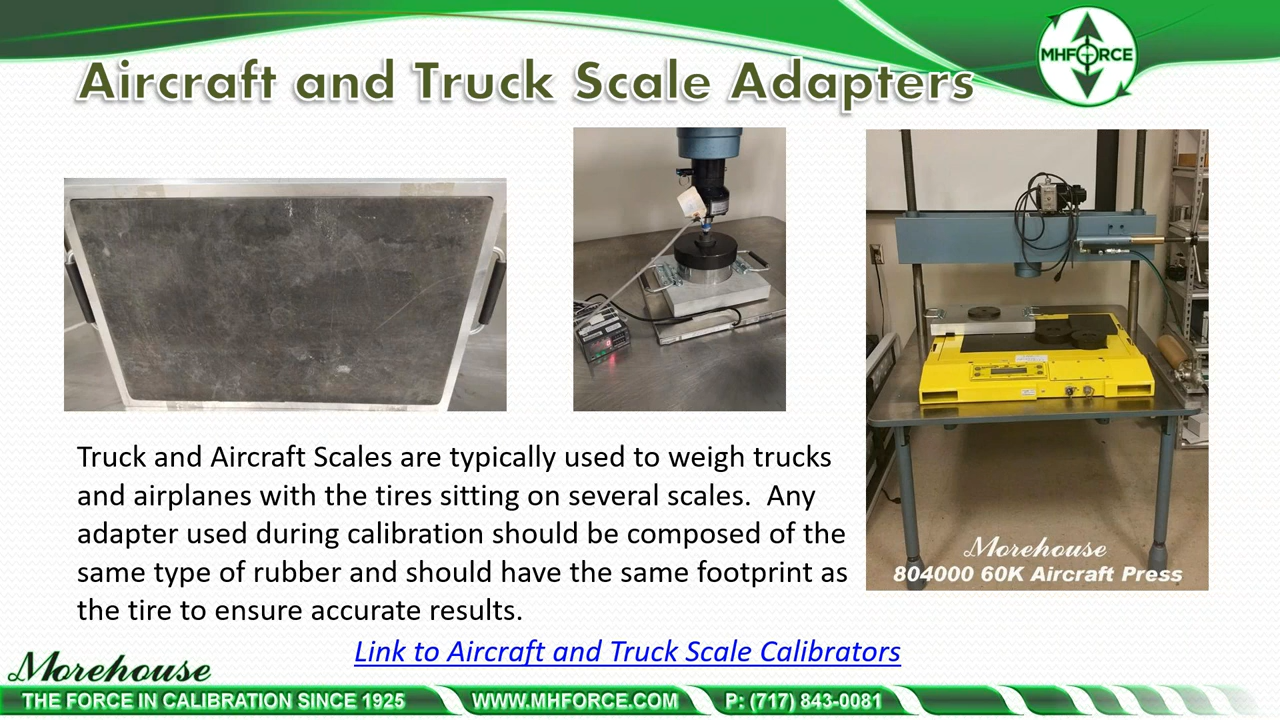 Aircraft and Truck Scale Adapters
MHFORCE
Morehouse
804000 60K Aircraft Press
Truck and Aircraft Scales are typically used to weigh trucks
and airplanes with the tires sitting on several scales.  Any
adapter used during calibration should be composed of the
same type of rubber and should have the same footprint as
the tire to ensure accurate results.
Link to Aircraft and Truck Scale Calibrators
Morehouse
THE FORCE IN CALIBRATION SINCE 1925
WWW.MHFORCE.COM
P: (717) 843-0081